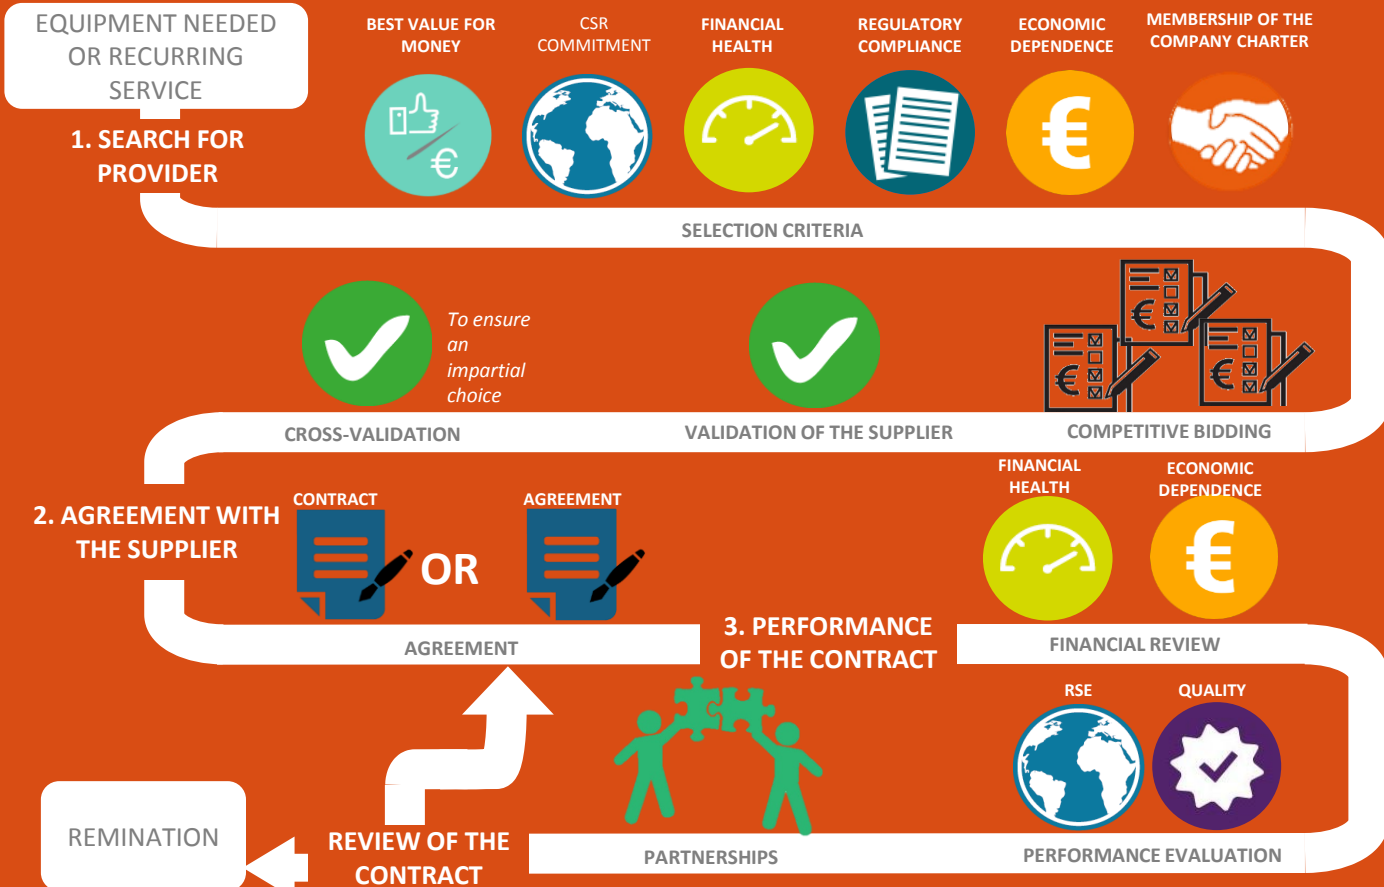 EQUIPMENT NEEDED
OR RECURRING
SERVICE
BEST VALUE FOR
MONEY
CSR
COMMITMENT
FINANCIAL
HEALTH
REGULATORY
COMPLIANCE
ECONOMIC
DEPENDENCE
MEMBERSHIP OF THE
COMPANY CHARTER
€
€
1. SEARCH FOR
PROVIDER
SELECTION CRITERIA
To ensure
an
impartial
choice
€
€
€
CROSS-VALIDATION
VALIDATION OF THE SUPPLIER
COMPETITIVE BIDDING
2. AGREEMENT WITH
THE SUPPLIER
CONTRACT
OR
AGREEMENT
FINANCIAL
HEALTH
ECONOMIC
DEPENDENCE
€
AGREEMENT
3. PERFORMANCE
OF THE CONTRACT
FINANCIAL REVIEW
RSE
QUALITY
REMINATION
REVIEW OF THE
CONTRACT
PARTNERSHIPS
PERFORMANCE EVALUATION